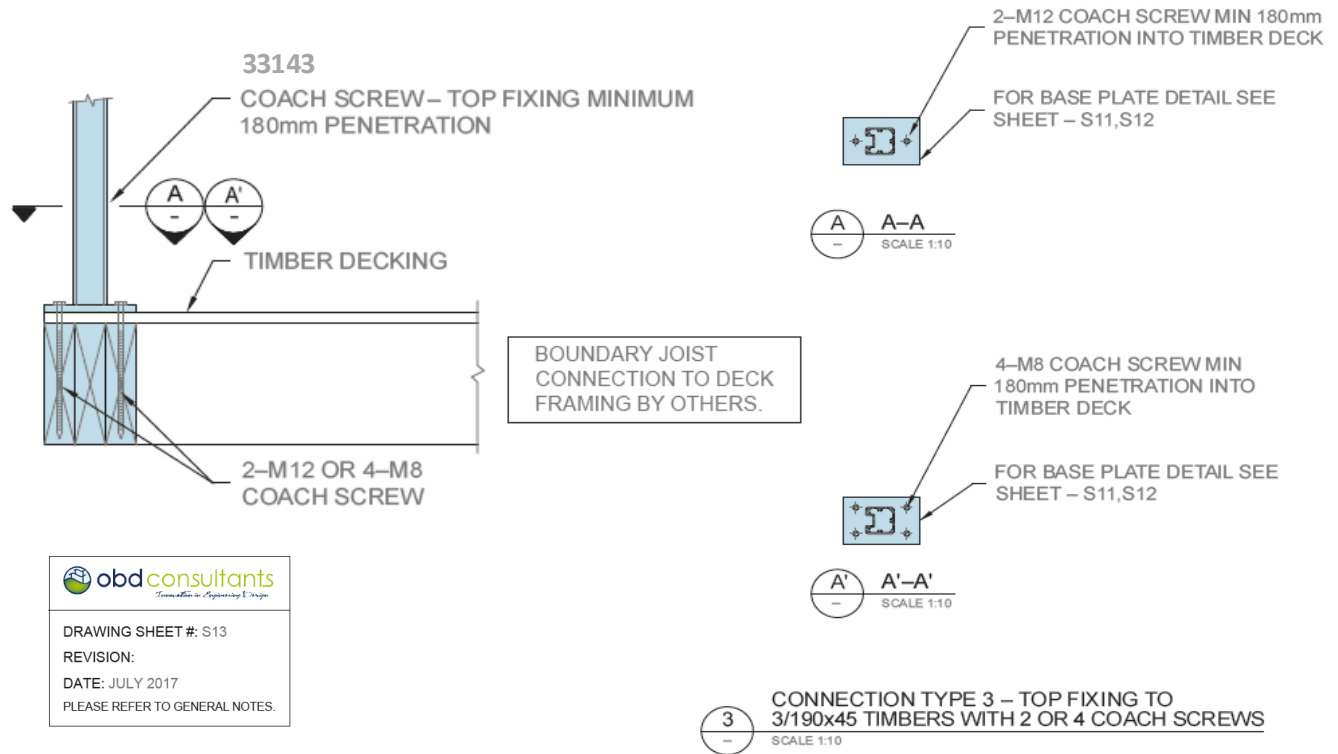 33143
COACH SCREW – TOP FIXING MINIMUM
180mm PENETRATION
A
-
A'
-
TIMBER DECKING
BOUNDARY JOIST
CONNECTION TO DECK
FRAMING BY OTHERS.
2–M12 OR 4–M8
COACH SCREW
obd consultants
Innovation in Engineering Design
DRAWING SHEET #: S13
REVISION:
DATE: JULY 2017
PLEASE REFER TO GENERAL NOTES.
2–M12 COACH SCREW MIN 180mm
PENETRATION INTO TIMBER DECK
FOR BASE PLATE DETAIL SEE
SHEET – S11,S12
A
–
A–A
SCALE 1:10
4–M8 COACH SCREW MIN
180mm PENETRATION INTO
TIMBER DECK
FOR BASE PLATE DETAIL SEE
SHEET – S11,S12
A'
–
A'–A'
SCALE 1:10
3
–
CONNECTION TYPE 3 – TOP FIXING TO
3/190x45 TIMBERS WITH 2 OR 4 COACH SCREWS
SCALE 1:10